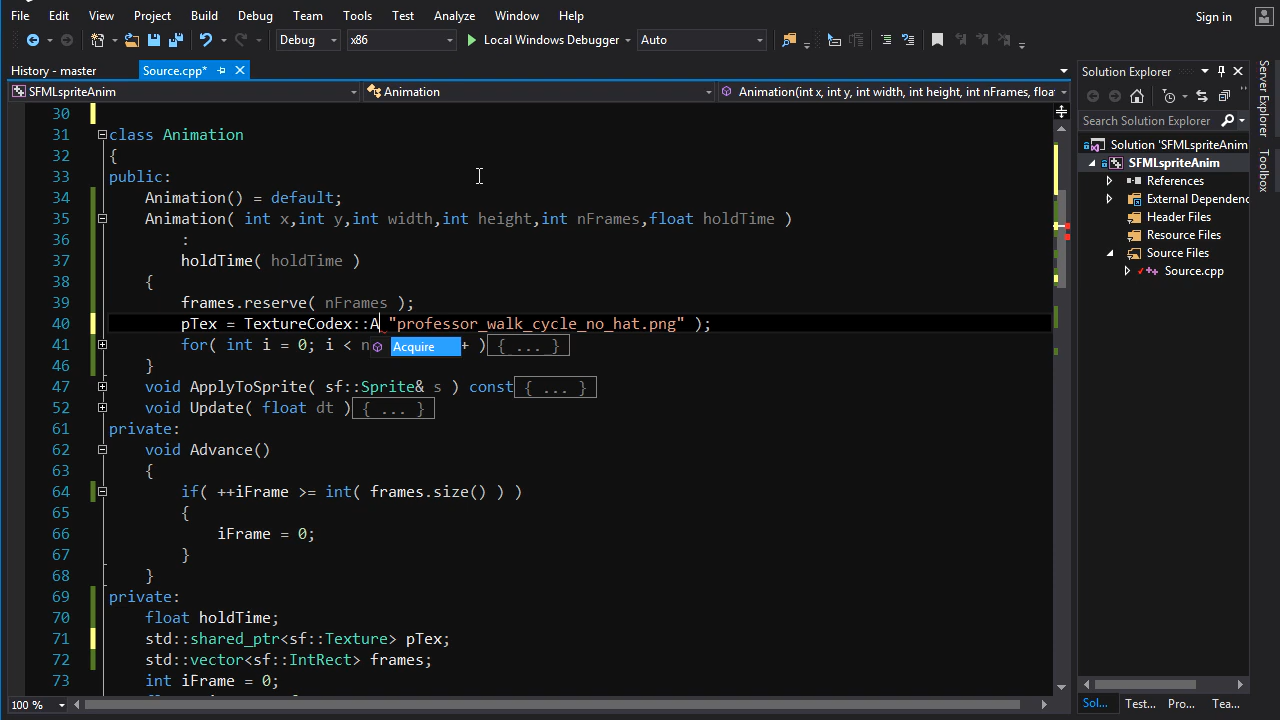 File Edit View Project Build Debug Team Tools Test Analyze Window Help Sign in
Debug x86 Local Windows Debugger Auto
History - master Source.cpp* Solution Explorer
SFMLspriteAnim Animation Animation(int x, int y, int width, int height, int nFrames, floa
Search Solution Explorer
Solution 'SFMLspriteAnim
SFMLspriteAnim
References
External Dependenc
Header Files
Resource Files
Source Files
Source.cpp
Server Explorer
Toolbox
30
31 class Animation
32 {
33 public:
34 Animation() = default;
35 Animation( int x,int y,int width,int height,int nFrames,float holdTime )
36 :
37 holdTime( holdTime )
38 {
39 frames.reserve( nFrames );
40 pTex = TextureCodex::A "professor_walk_cycle_no_hat.png" );
41 for( int i = 0; i < n + ){ ... }
Acquire
46 }
47 void ApplyToSprite( sf::Sprite& s ) const{ ... }
52 void Update( float dt ){ ... }
61 private:
62 void Advance()
63 {
64 if( ++iFrame >= int( frames.size() ) )
65 {
66 iFrame = 0;
67 }
68 }
69 private:
70 float holdTime;
71 std::shared_ptr<sf::Texture> pTex;
72 std::vector<sf::IntRect> frames;
73 int iFrame = 0;
100 %
Sol... Test... Pro... Tea...